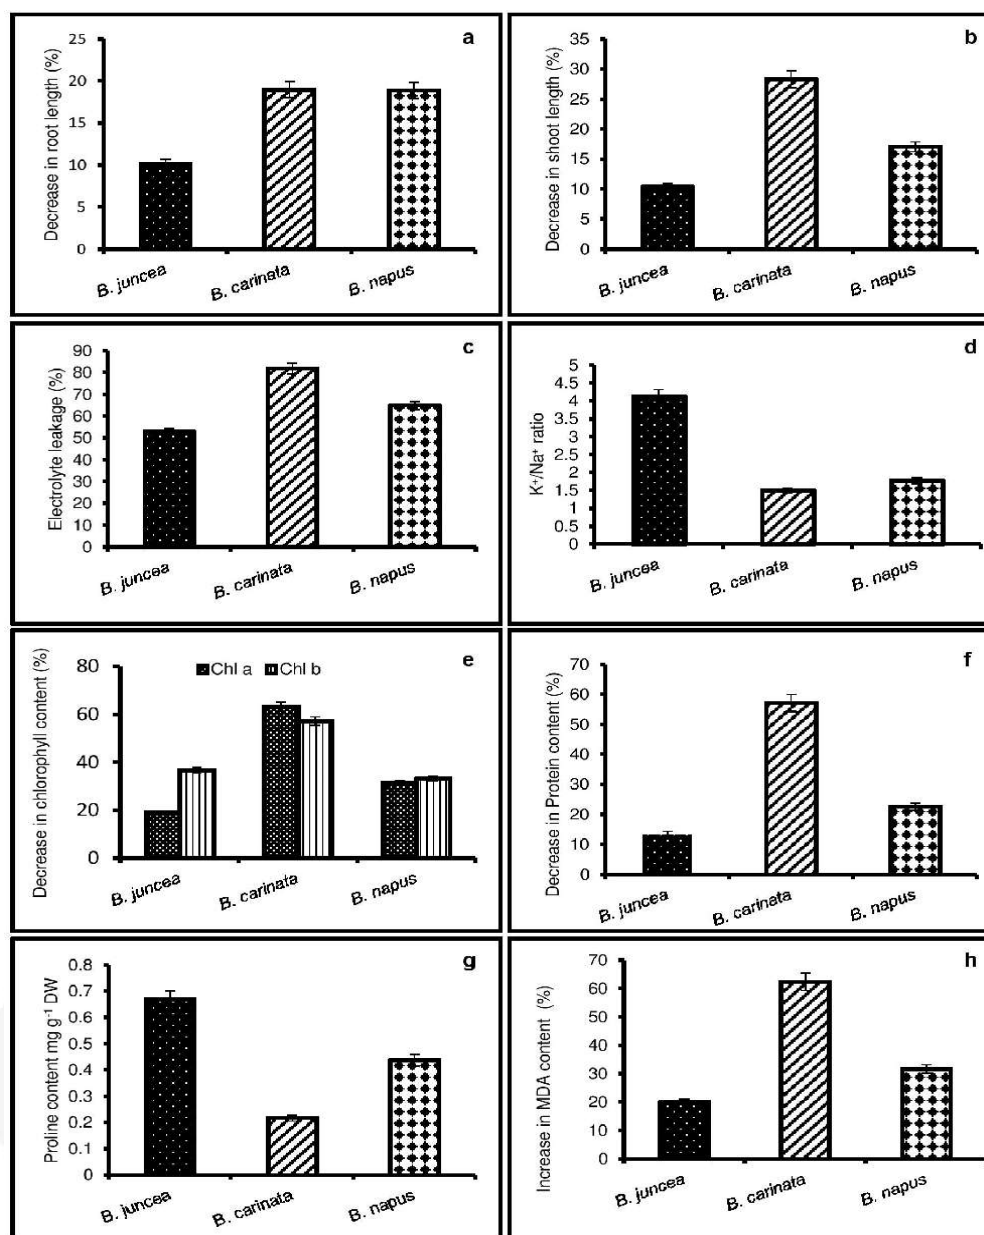 a
Decrease in root length (%)
25
20
15
10
5
0
B. juncea
B. carinata
B. napus
b
Decrease in shoot length (%)
35
30
25
20
15
10
5
0
B. juncea
B. carinata
B. napus
c
Electrolyte leakage (%)
90
80
70
60
50
40
30
20
10
0
B. juncea
B. carinata
B. napus
d
K⁺/Na⁺ ratio
5
4.5
4
3.5
3
2.5
2
1.5
1
0.5
0
B. juncea
B. carinata
B. napus
e
Decrease in chlorophyll content (%)
Chl a Chl b
80
60
40
20
0
B. juncea
B. carinata
B. napus
f
Decrease in Protein content (%)
70
60
50
40
30
20
10
0
B. juncea
B. carinata
B. napus
g
Proline content mg g⁻¹ DW
0.8
0.7
0.6
0.5
0.4
0.3
0.2
0.1
0
B. juncea
B. carinata
B. napus
h
Increase in MDA content (%)
70
60
50
40
30
20
10
0
B. juncea
B. carinata
B. napus